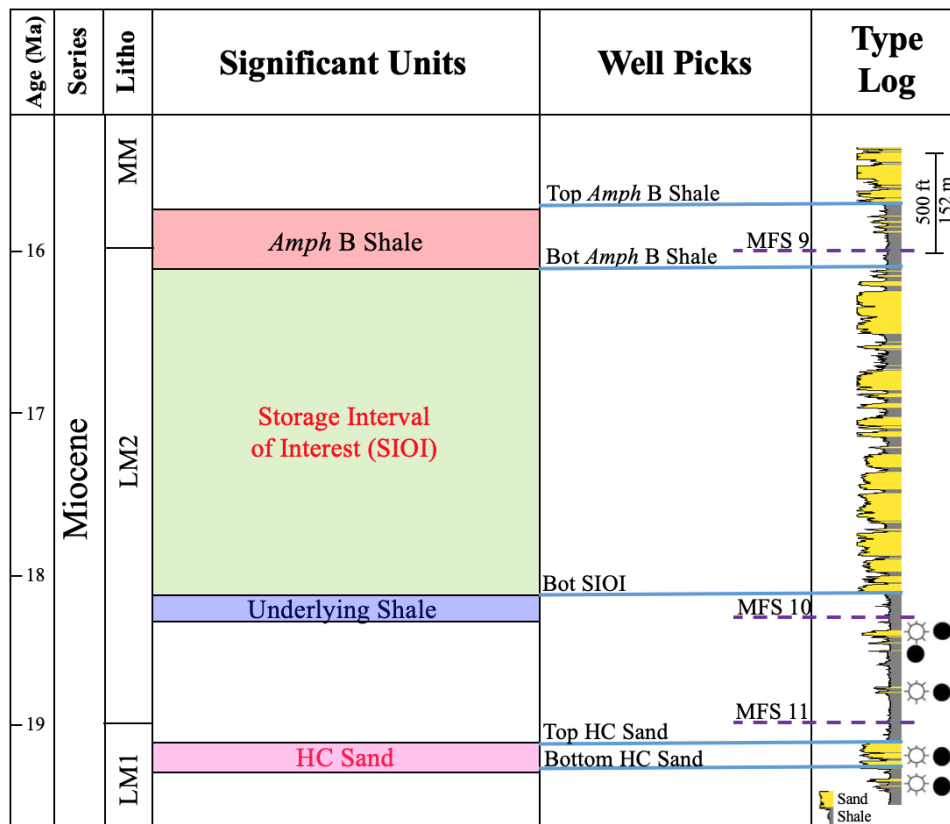 Age (Ma)
Series
Litho
Significant Units
Well Picks
Type
Log
16
17
18
19
Miocene
MM
LM2
LM1
Amph B Shale
Storage Interval
of Interest (SIOI)
Underlying Shale
HC Sand
Top Amph B Shale
MFS 9
Bot Amph B Shale
Bot SIOI
MFS 10
MFS 11
Top HC Sand
Bottom HC Sand
500 ft
152 m
Sand
Shale